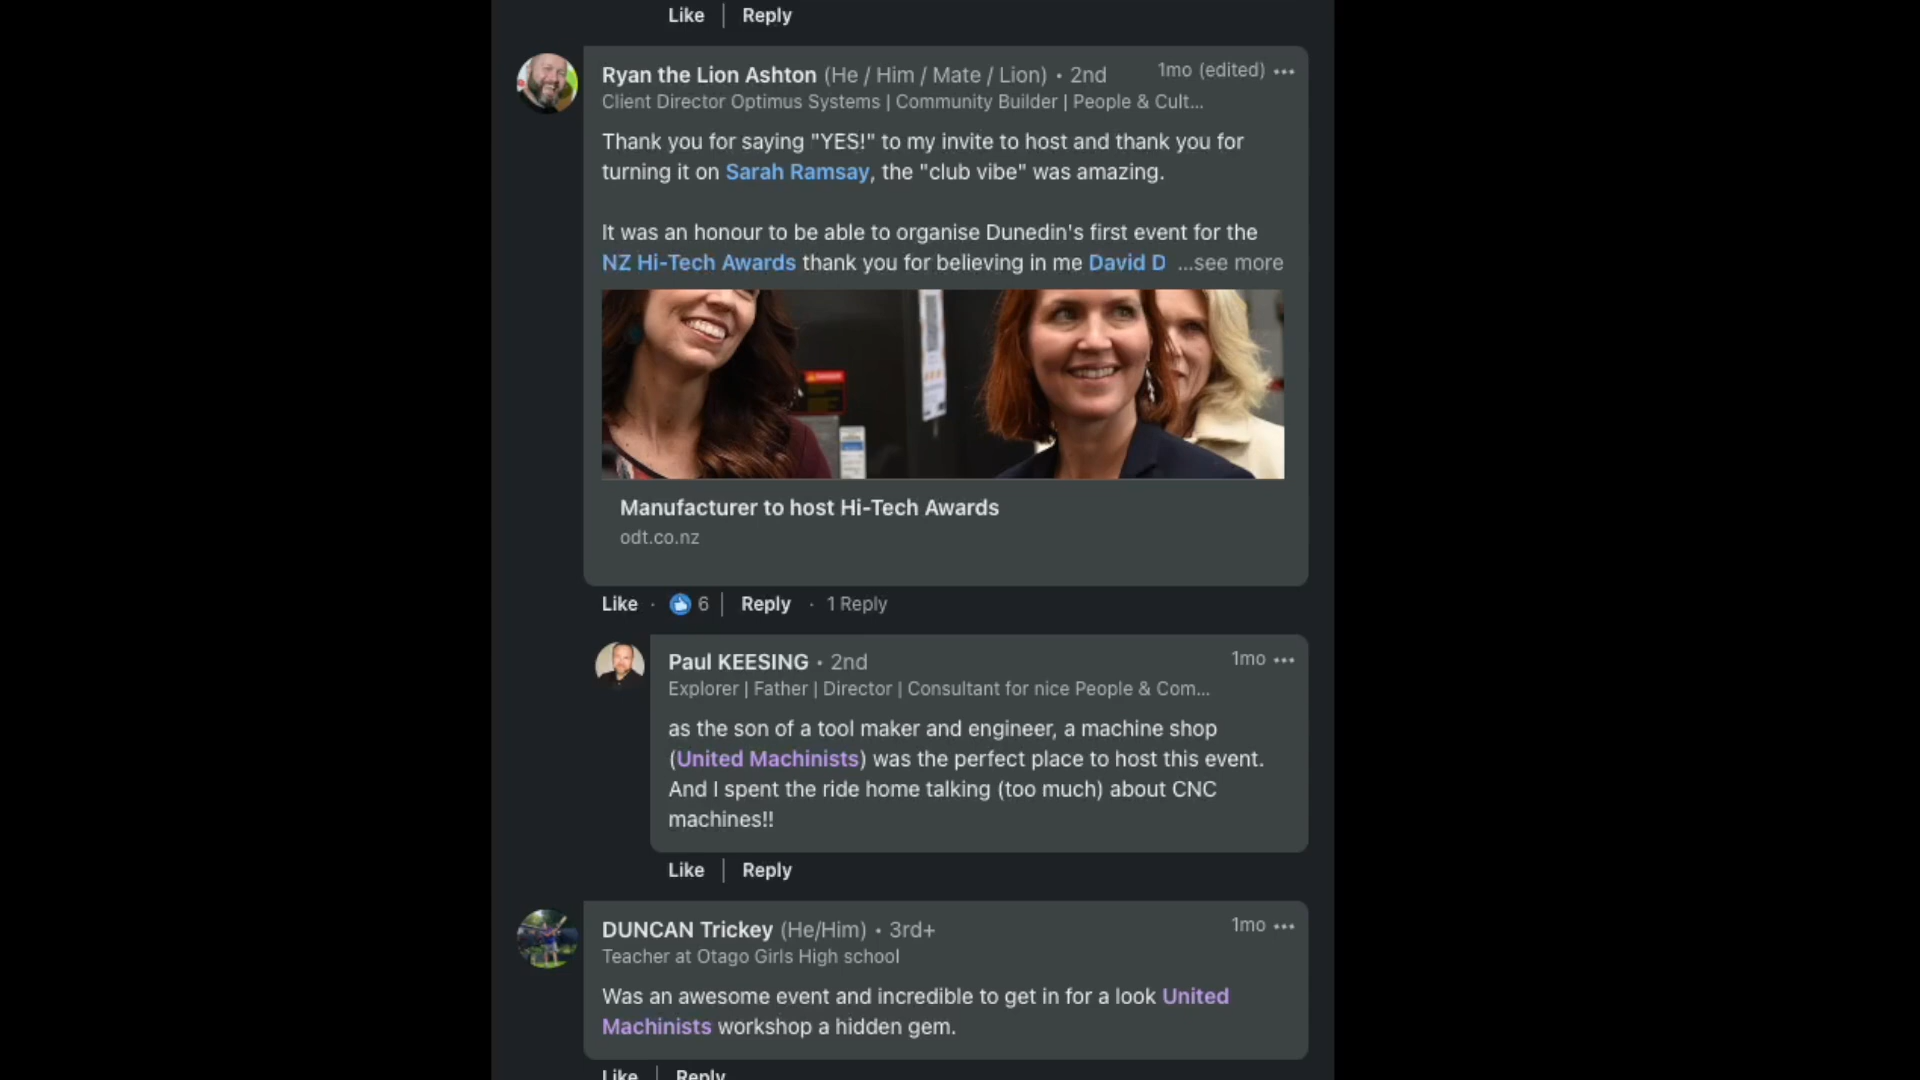 Like | Reply
Ryan the Lion Ashton (He / Him / Mate / Lion) • 2nd 1mo (edited) •••
Client Director Optimus Systems | Community Builder | People & Cult...
Thank you for saying "YES!" to my invite to host and thank you for
turning it on Sarah Ramsay, the "club vibe" was amazing.
It was an honour to be able to organise Dunedin's first event for the
NZ Hi-Tech Awards thank you for believing in me David D ...see more
Manufacturer to host Hi-Tech Awards
odt.co.nz
Like · 6 | Reply · 1 Reply
Paul KEESING • 2nd 1mo •••
Explorer | Father | Director | Consultant for nice People & Com...
as the son of a tool maker and engineer, a machine shop
(United Machinists) was the perfect place to host this event.
And I spent the ride home talking (too much) about CNC
machines!!
Like | Reply
DUNCAN Trickey (He/Him) • 3rd+ 1mo •••
Teacher at Otago Girls High school
Was an awesome event and incredible to get in for a look United
Machinists workshop a hidden gem.
Like | Reply